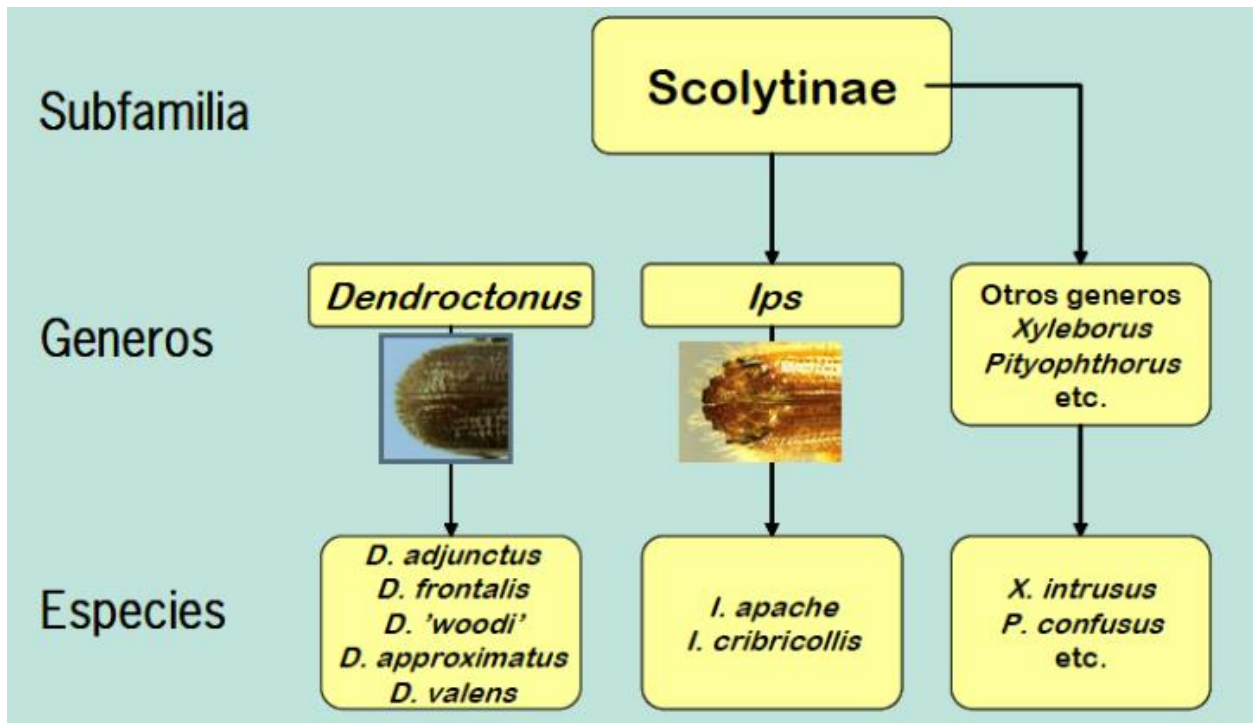 Subfamilia
Scolytinae
Generos
Dendroctonus
Ips
Otros generos
Xyleborus
Pityophthorus
etc.
Especies
D. adjunctus
D. frontalis
D. ’woodi’
D. approximatus
D. valens
I. apache
I. cribricollis
X. intrusus
P. confusus
etc.